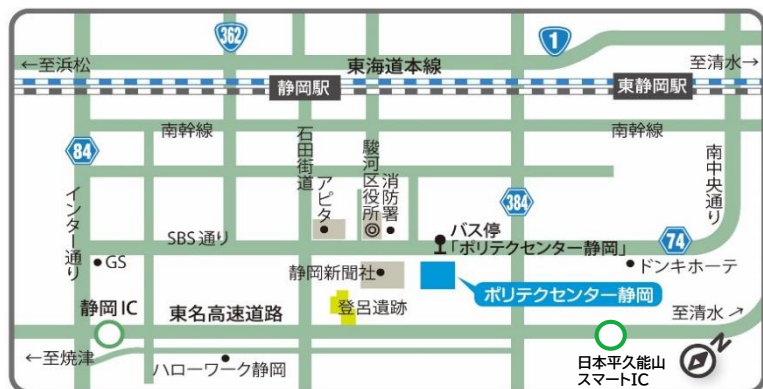 362
1
←至浜松
東海道本線
至清水→
静岡駅
東静岡駅
南幹線
南幹線
84
石田街道
駿河区役所
消防署
アピタ
384
南中央通り
インター通り
SBS通り
バス停
「ポリテクセンター静岡」
74
GS
静岡新聞社
ドンキホーテ
ポリテクセンター静岡
静岡IC
東名高速道路
登呂遺跡
至清水↗
←至焼津
ハローワーク静岡
日本平久能山
スマートIC
N